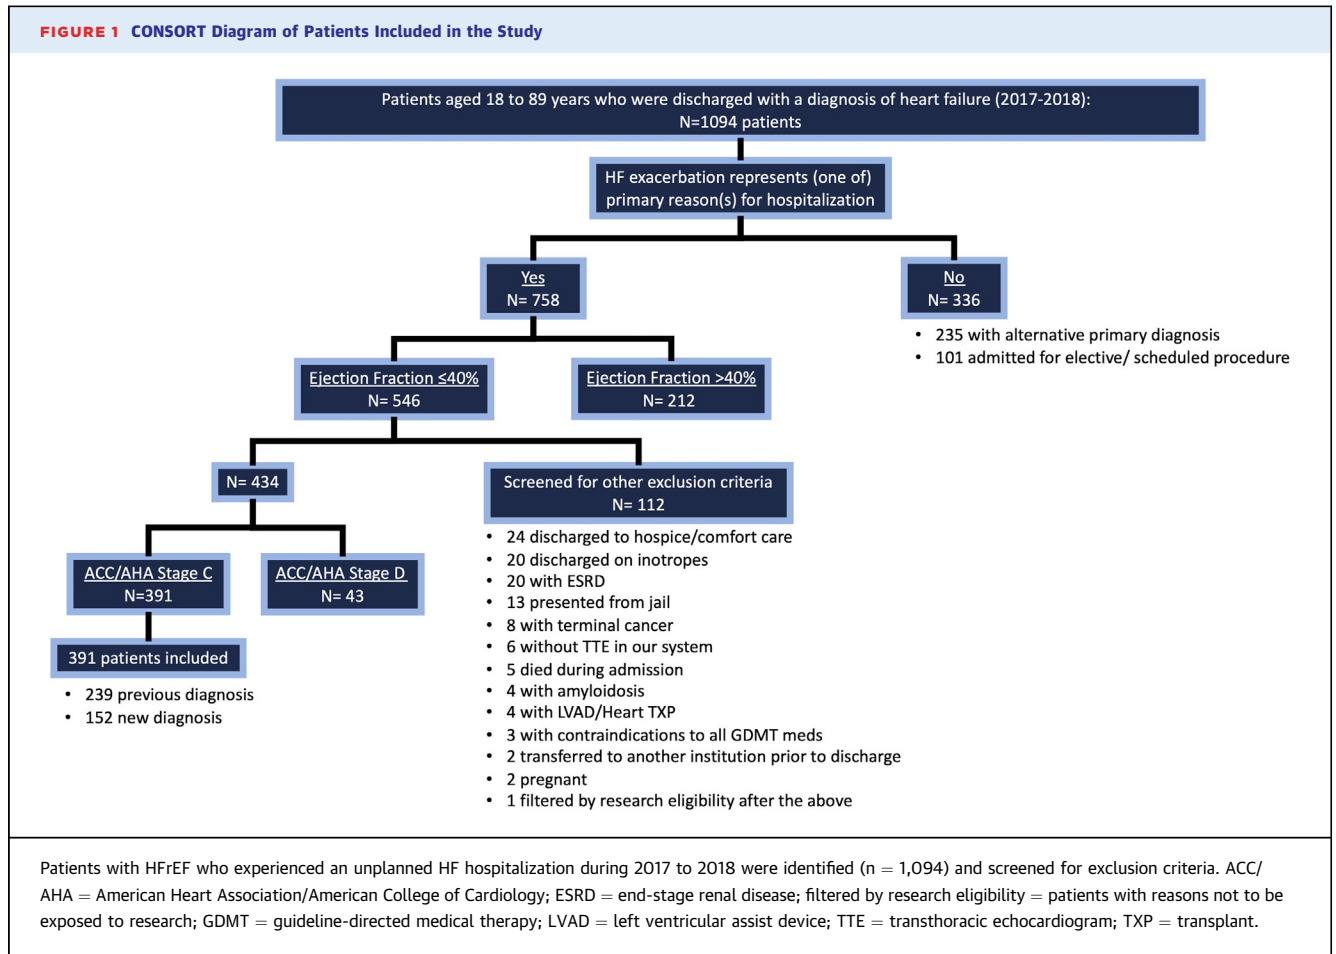 FIGURE 1 CONSORT Diagram of Patients Included in the Study
Patients aged 18 to 89 years who were discharged with a diagnosis of heart failure (2017-2018):
N=1094 patients
HF exacerbation represents (one of)
primary reason(s) for hospitalization
Yes
N= 758
No
N= 336
• 235 with alternative primary diagnosis
• 101 admitted for elective/ scheduled procedure
Ejection Fraction ≤40%
N= 546
Ejection Fraction >40%
N= 212
N= 434
Screened for other exclusion criteria
N= 112
• 24 discharged to hospice/comfort care
• 20 discharged on inotropes
• 20 with ESRD
• 13 presented from jail
• 8 with terminal cancer
• 6 without TTE in our system
• 5 died during admission
• 4 with amyloidosis
• 4 with LVAD/Heart TXP
• 3 with contraindications to all GDMT meds
• 2 transferred to another institution prior to discharge
• 2 pregnant
• 1 filtered by research eligibility after the above
ACC/AHA Stage C
N=391
ACC/AHA Stage D
N= 43
391 patients included
• 239 previous diagnosis
• 152 new diagnosis
Patients with HFrEF who experienced an unplanned HF hospitalization during 2017 to 2018 were identified (n = 1,094) and screened for exclusion criteria. ACC/
AHA = American Heart Association/American College of Cardiology; ESRD = end-stage renal disease; filtered by research eligibility = patients with reasons not to be
exposed to research; GDMT = guideline-directed medical therapy; LVAD = left ventricular assist device; TTE = transthoracic echocardiogram; TXP = transplant.